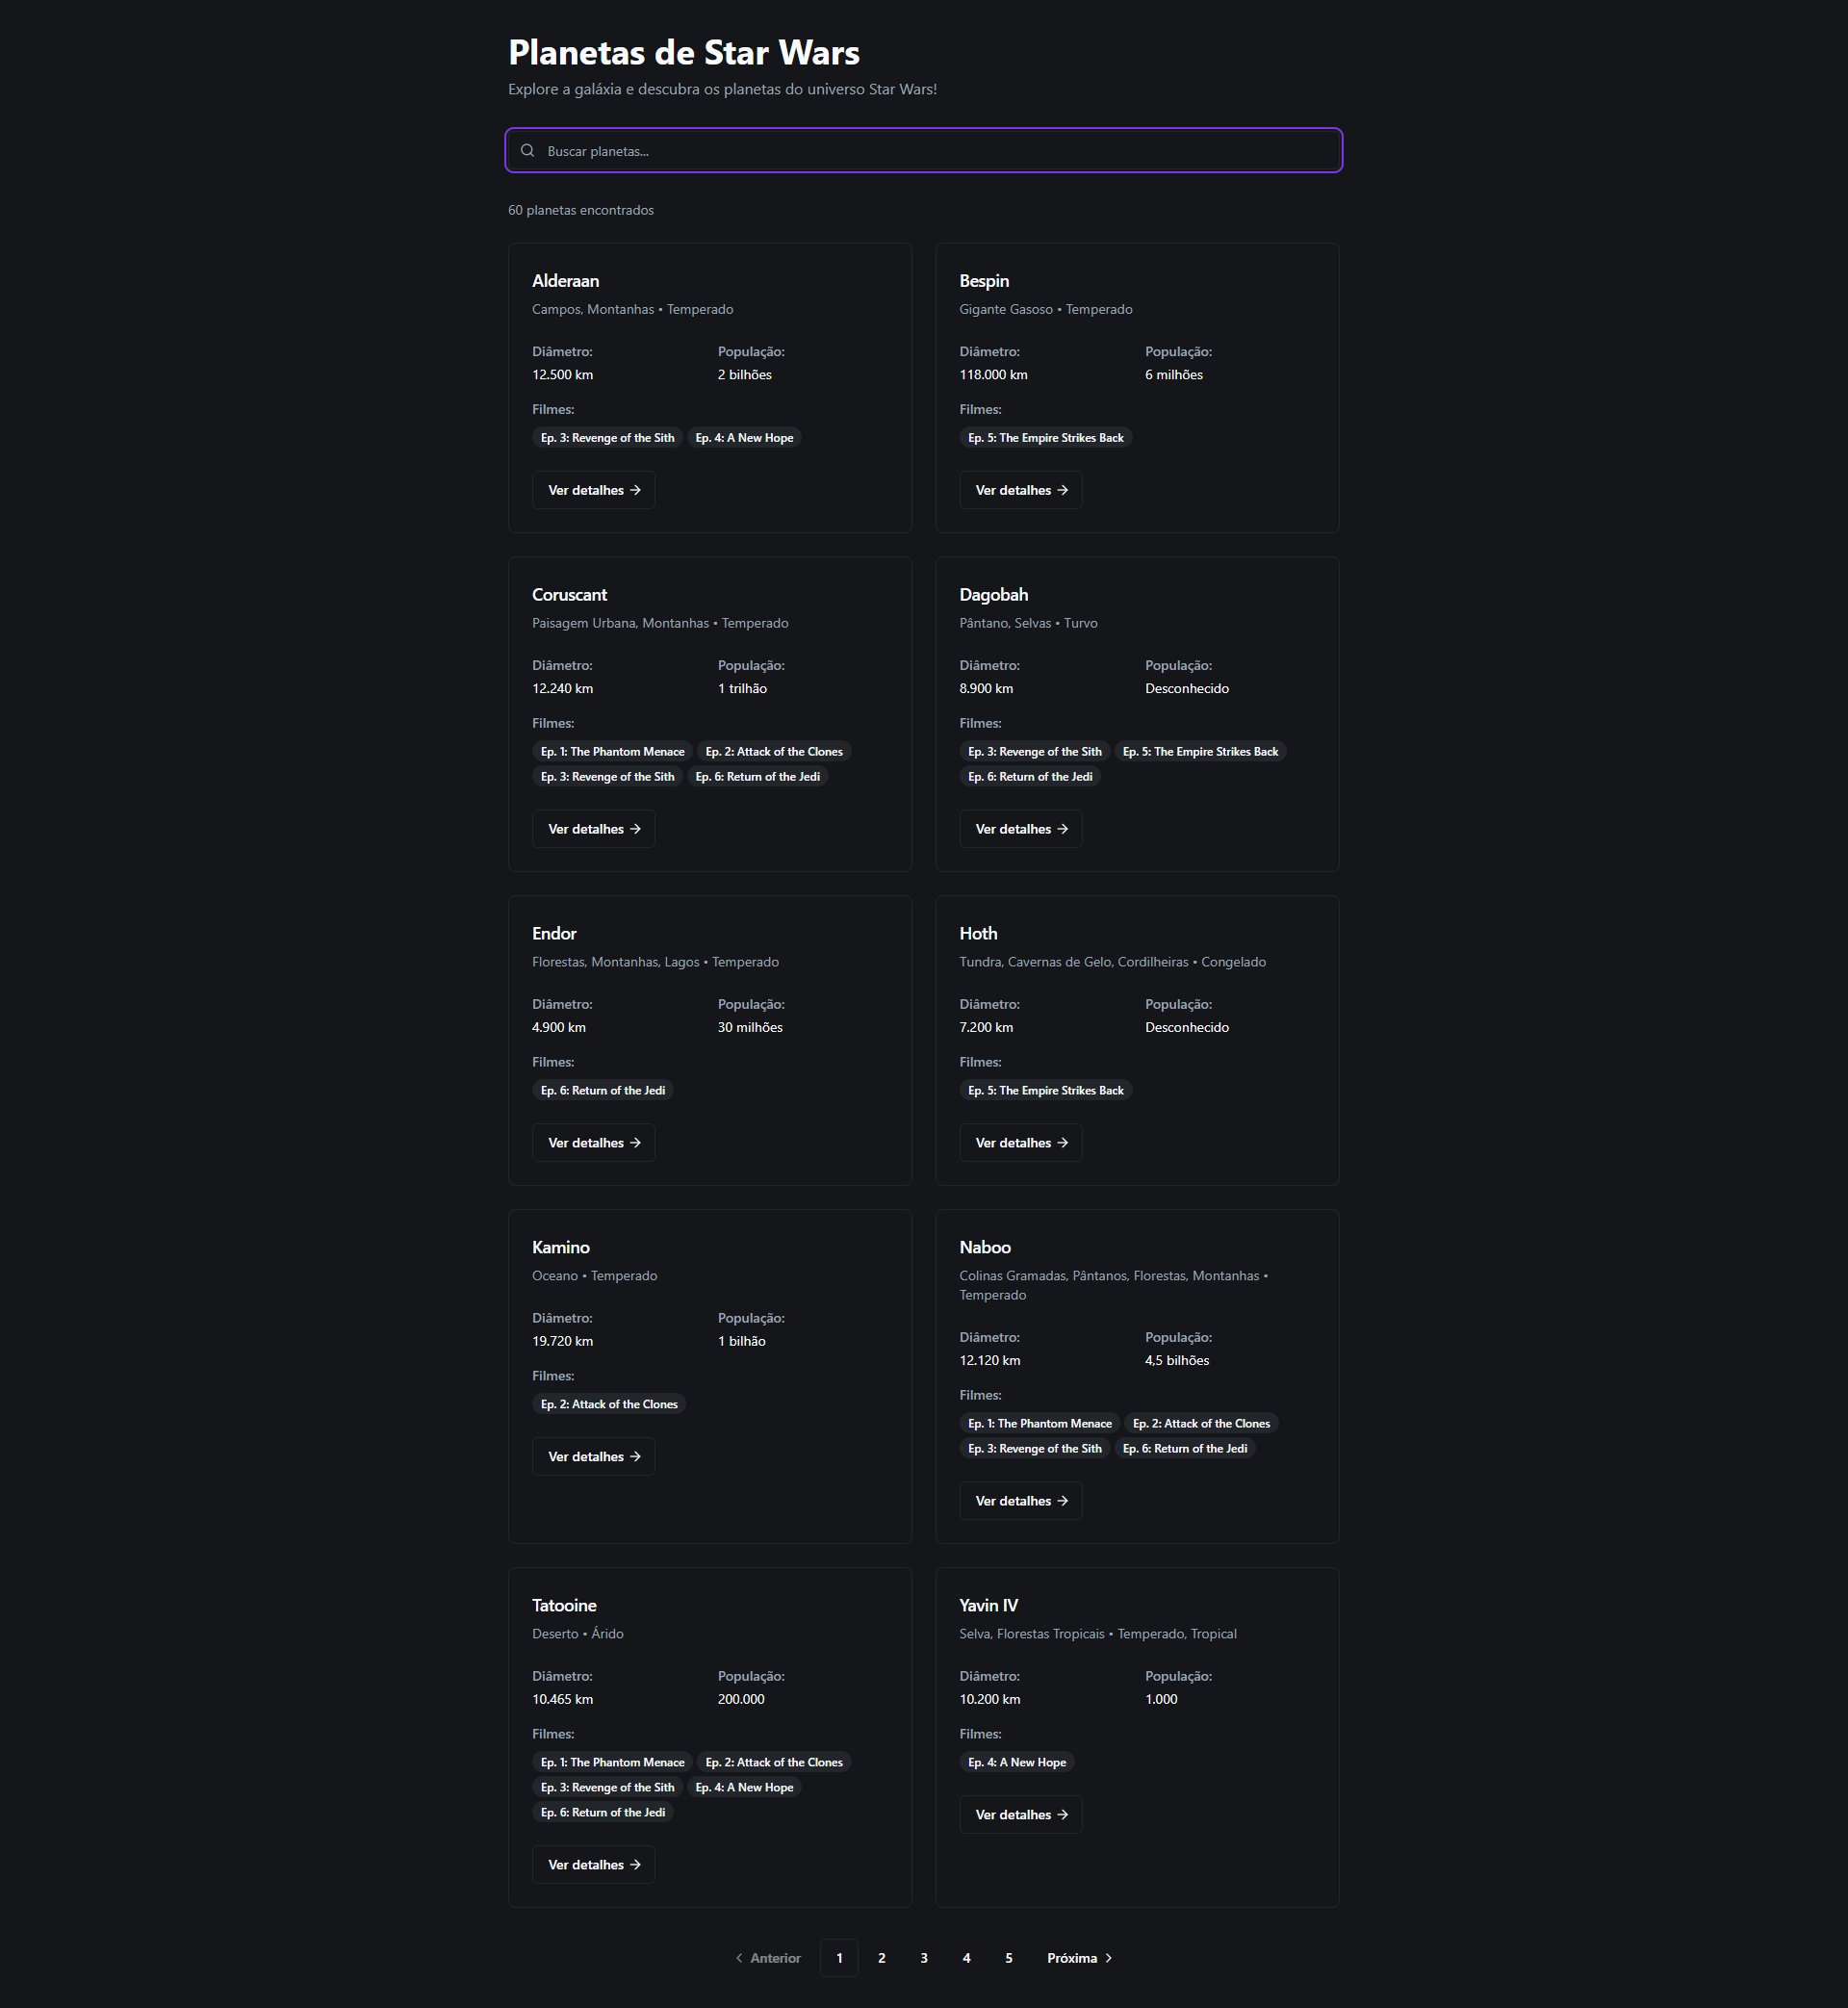 Planetas de Star Wars
Explore a galáxia e descubra os planetas do universo Star Wars!
Buscar planetas...
60 planetas encontrados
Alderaan
Campos, Montanhas • Temperado
Diâmetro: População:
12.500 km 2 bilhões
Filmes:
Ep. 3: Revenge of the Sith Ep. 4: A New Hope
Ver detalhes →
Bespin
Gigante Gasoso • Temperado
Diâmetro: População:
118.000 km 6 milhões
Filmes:
Ep. 5: The Empire Strikes Back
Ver detalhes →
Coruscant
Paisagem Urbana, Montanhas • Temperado
Diâmetro: População:
12.240 km 1 trilhão
Filmes:
Ep. 1: The Phantom Menace Ep. 2: Attack of the Clones
Ep. 3: Revenge of the Sith Ep. 6: Return of the Jedi
Ver detalhes →
Dagobah
Pântano, Selvas • Turvo
Diâmetro: População:
8.900 km Desconhecido
Filmes:
Ep. 3: Revenge of the Sith Ep. 5: The Empire Strikes Back
Ep. 6: Return of the Jedi
Ver detalhes →
Endor
Florestas, Montanhas, Lagos • Temperado
Diâmetro: População:
4.900 km 30 milhões
Filmes:
Ep. 6: Return of the Jedi
Ver detalhes →
Hoth
Tundra, Cavernas de Gelo, Cordilheiras • Congelado
Diâmetro: População:
7.200 km Desconhecido
Filmes:
Ep. 5: The Empire Strikes Back
Ver detalhes →
Kamino
Oceano • Temperado
Diâmetro: População:
19.720 km 1 bilhão
Filmes:
Ep. 2: Attack of the Clones
Ver detalhes →
Naboo
Colinas Gramadas, Pântanos, Florestas, Montanhas •
Temperado
Diâmetro: População:
12.120 km 4,5 bilhões
Filmes:
Ep. 1: The Phantom Menace Ep. 2: Attack of the Clones
Ep. 3: Revenge of the Sith Ep. 6: Return of the Jedi
Ver detalhes →
Tatooine
Deserto • Árido
Diâmetro: População:
10.465 km 200.000
Filmes:
Ep. 1: The Phantom Menace Ep. 2: Attack of the Clones
Ep. 3: Revenge of the Sith Ep. 4: A New Hope
Ep. 6: Return of the Jedi
Ver detalhes →
Yavin IV
Selva, Florestas Tropicais • Temperado, Tropical
Diâmetro: População:
10.200 km 1.000
Filmes:
Ep. 4: A New Hope
Ver detalhes →
‹ Anterior 1 2 3 4 5 Próxima ›